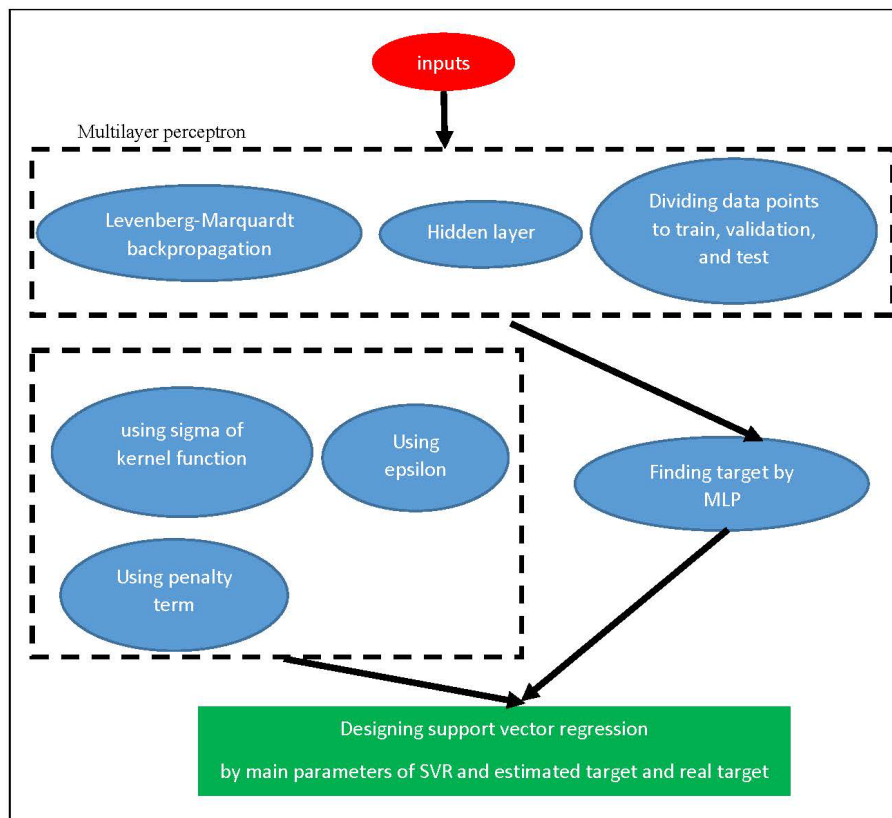 inputs
Multilayer perceptron
Levenberg-Marquardt
backpropagation
Hidden layer
Dividing data points
to train, validation,
and test
using sigma of
kernel function
Using
epsilon
Finding target by
MLP
Using penalty
term
Designing support vector regression
by main parameters of SVR and estimated target and real target